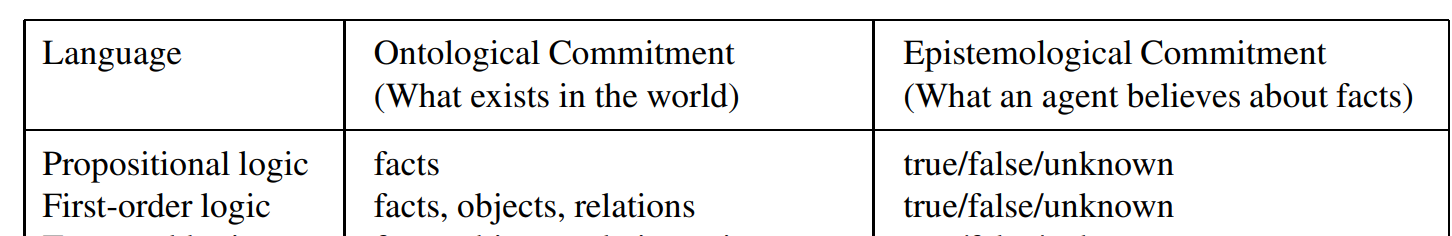 Language
Ontological Commitment
(What exists in the world)
Epistemological Commitment
(What an agent believes about facts)
Propositional logic facts true/false/unknown
First-order logic facts, objects, relations true/false/unknown